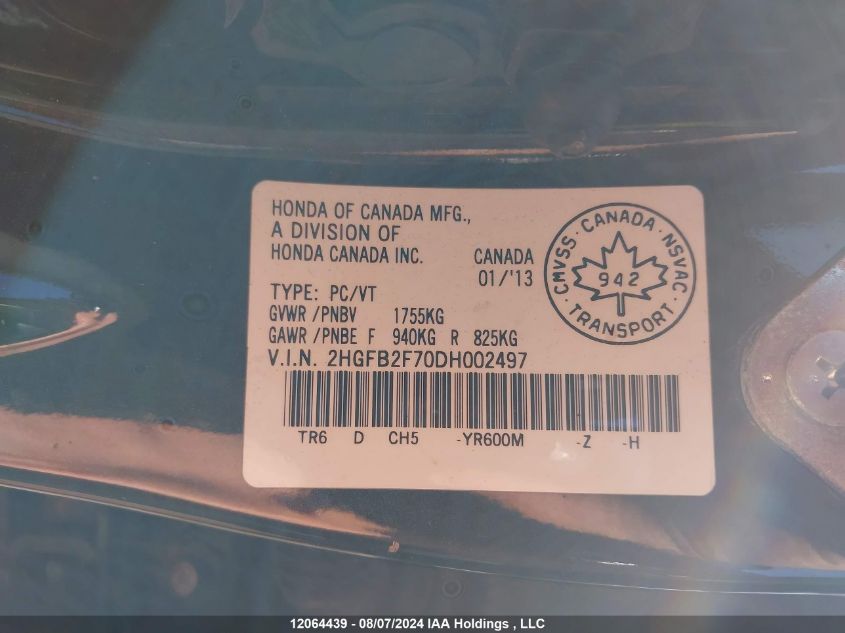 HONDA OF CANADA MFG.,
A DIVISION OF
HONDA CANADA INC. CANADA
01/'13
TYPE: PC/VT
GVWR /PNBV 1755KG
GAWR /PNBE F 940KG R 825KG
V.I.N. 2HGFB2F70DH002497
TR6 D CH5 -YR600M -Z -H
CMVSS · CANADA · NSVAC
942
· TRANSPORT ·
12064439 - 08/07/2024 IAA Holdings , LLC